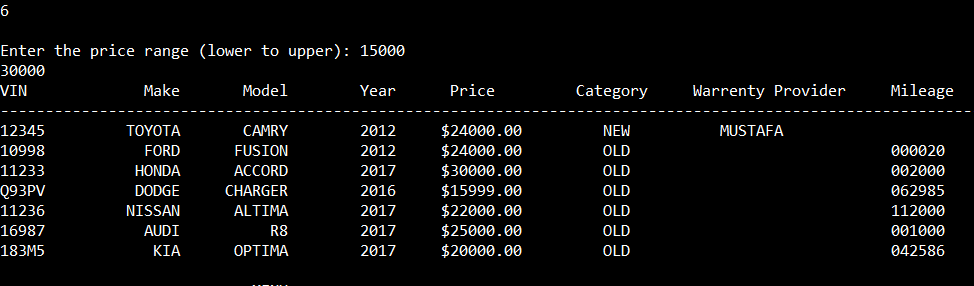 6
Enter the price range (lower to upper): 15000
30000
VIN Make Model Year Price Category Warrenty Provider Mileage
--------------------------------------------------------------------------------------------------------------
12345 TOYOTA CAMRY 2012 $24000.00 NEW MUSTAFA
10998 FORD FUSION 2012 $24000.00 OLD 000020
11233 HONDA ACCORD 2017 $30000.00 OLD 002000
Q93PV DODGE CHARGER 2016 $15999.00 OLD 062985
11236 NISSAN ALTIMA 2017 $22000.00 OLD 112000
16987 AUDI R8 2017 $25000.00 OLD 001000
183M5 KIA OPTIMA 2017 $20000.00 OLD 042586